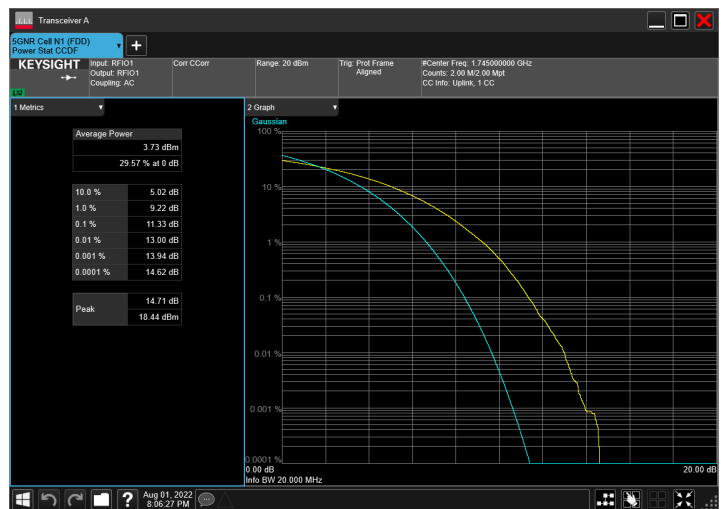 Transceiver A
5GNR Cell N1 (FDD)
Power Stat CCDF
KEYSIGHT
LXI
Input: RFIO1
Output: RFIO1
Coupling: AC
Corr CCorr
Range: 20 dBm
Trig: Prot Frame
Aligned
#Center Freq: 1.745000000 GHz
Counts: 2.00 M/2.00 Mpt
CC Info: Uplink, 1 CC
1 Metrics
Average Power
3.73 dBm
29.57 % at 0 dB
10.0 % 5.02 dB
1.0 % 9.22 dB
0.1 % 11.33 dB
0.01 % 13.00 dB
0.001 % 13.94 dB
0.0001 % 14.62 dB
Peak
14.71 dB
18.44 dBm
2 Graph
Gaussian
100 %
10 %
1 %
0.1 %
0.01 %
0.001 %
0.0001 %
0.00 dB 20.00 dB
Info BW 20.000 MHz
Aug 01, 2022
8:06:27 PM